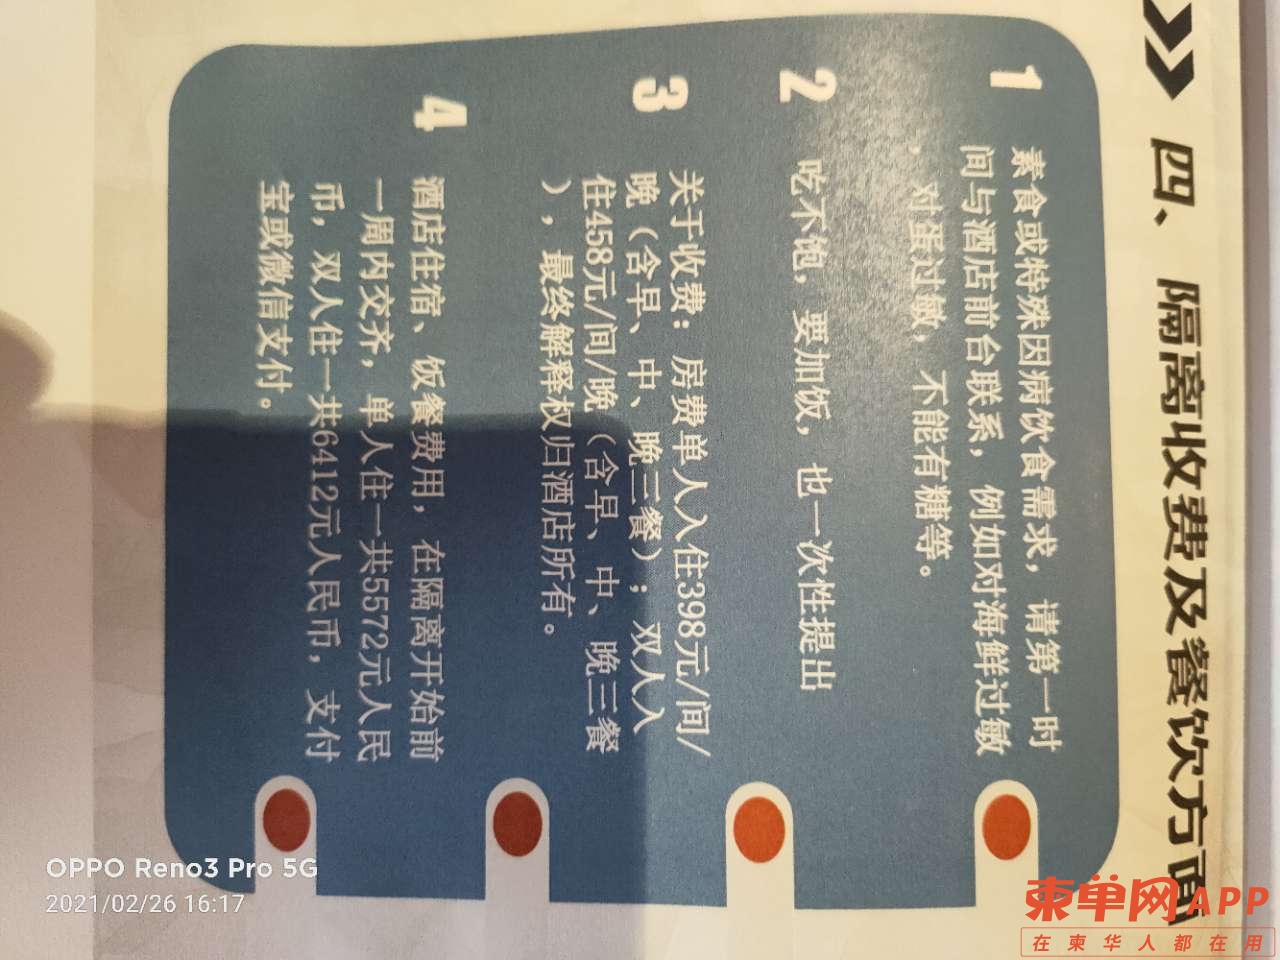 四、隔离收费及餐饮方面
1
素食或特殊因病饮食需求，请第一时
间与酒店前台联系，例如对海鲜过敏
，对蛋过敏，不能有糖等。
2
吃不饱，要加饭，也一次性提出
3
关于收费：房费单人入住398元/间/
晚（含早、中、晚三餐）；双人入
住458元/间/晚（含早、中、晚三餐
），最终解释权归酒店所有。
4
酒店住宿、饭餐费用，在隔离开始前
一周内交齐，单人住一共5572元人民
币，双人住一共6412元人民币，支付
宝或微信支付。
OPPO Reno3 Pro 5G
2021/02/26 16:17
柬单网APP
在柬华人都在用